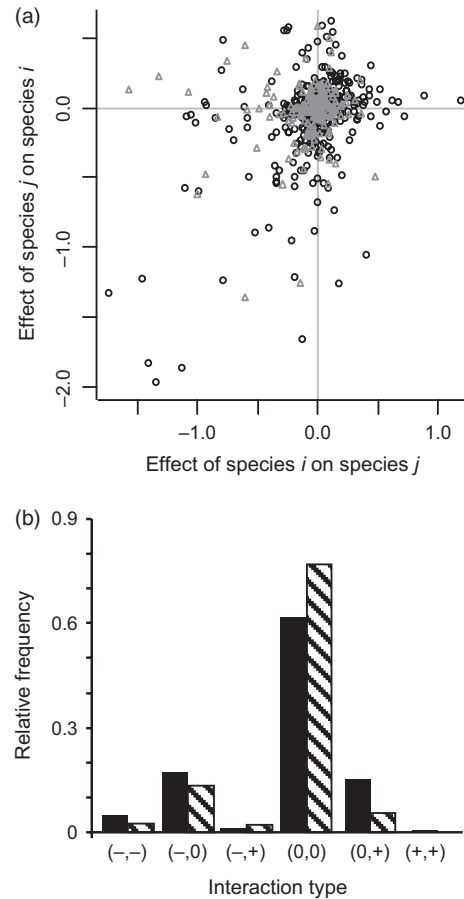 (a)
0.0
–1.0
–2.0
Effect of species j on species i
–1.0 0.0 1.0
Effect of species i on species j
(b)
0.9
0.6
0.3
0
Relative frequency
(–,–) (–,0) (–,+) (0,0) (0,+) (+,+)
Interaction type